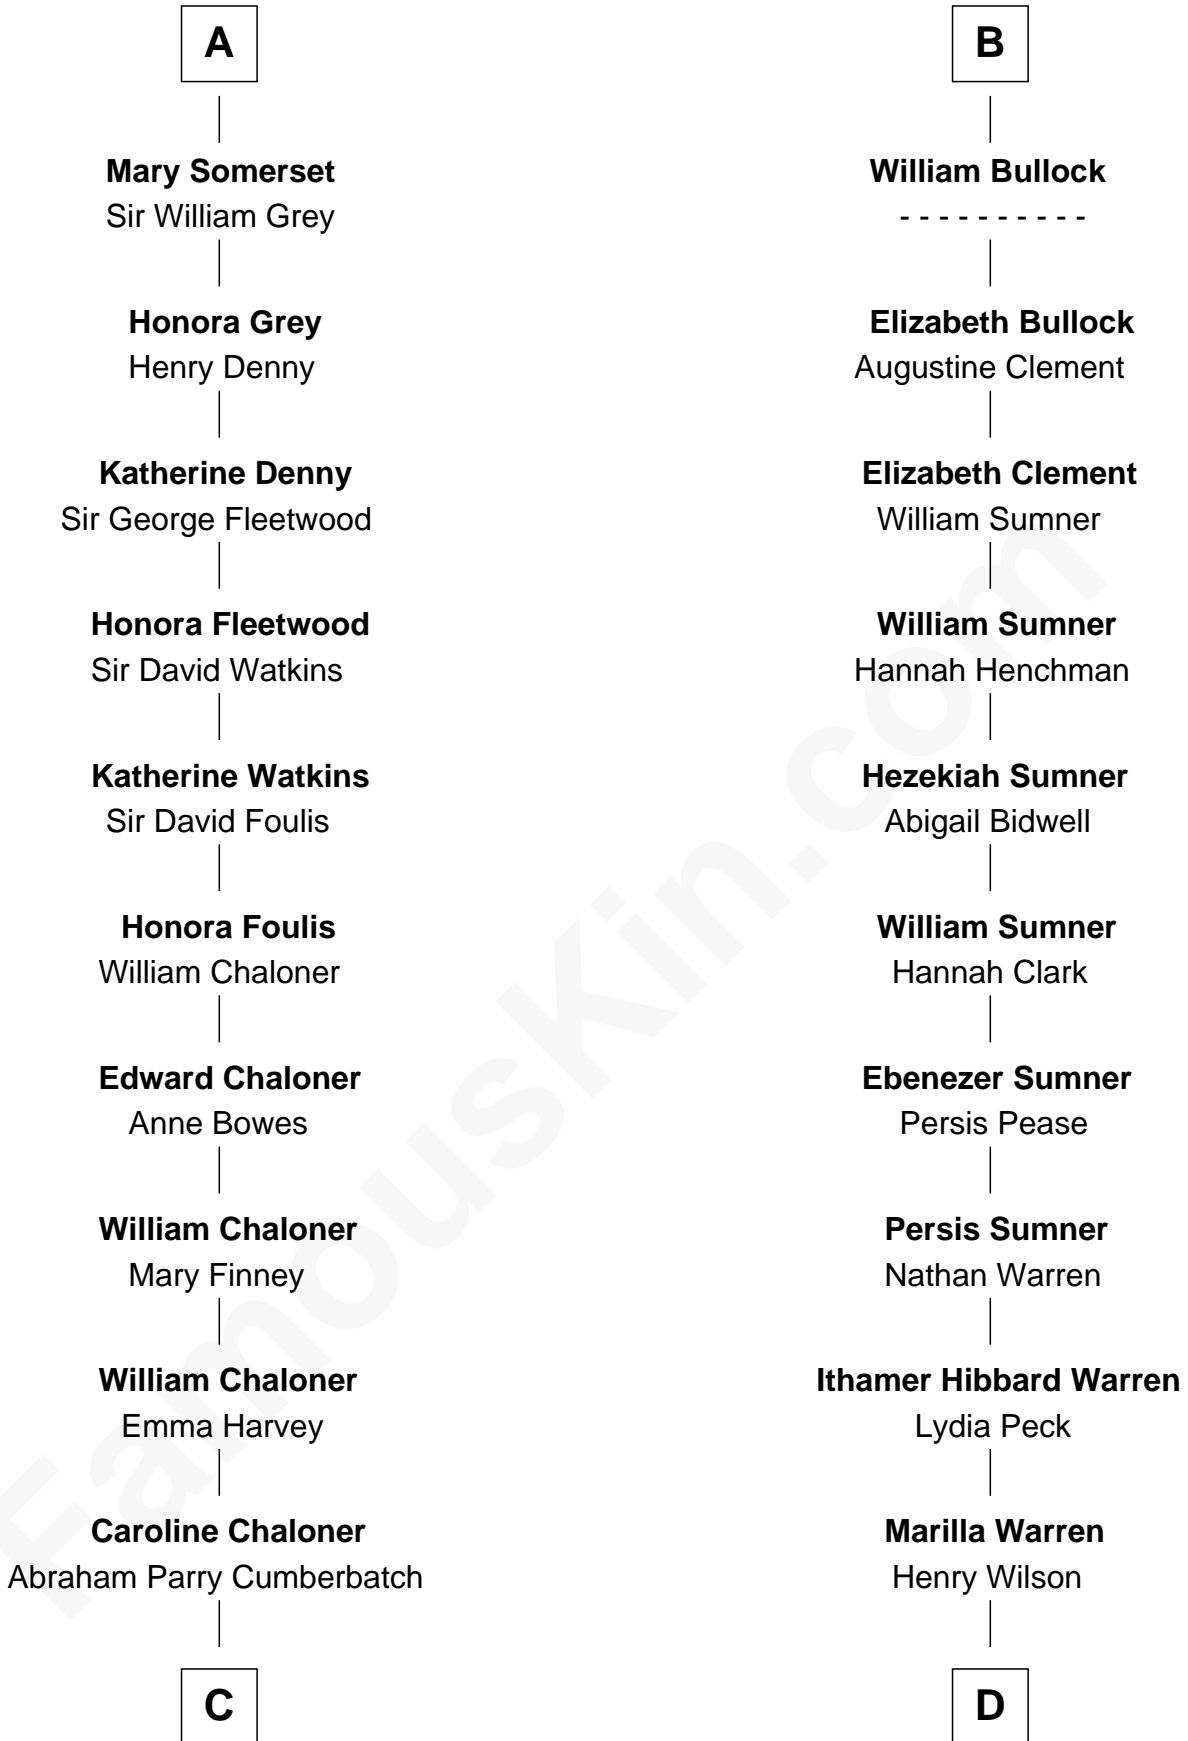 A
Mary Somerset
Sir William Grey
Honora Grey
Henry Denny
Katherine Denny
Sir George Fleetwood
Honora Fleetwood
Sir David Watkins
Katherine Watkins
Sir David Foulis
Honora Foulis
William Chaloner
Edward Chaloner
Anne Bowes
William Chaloner
Mary Finney
William Chaloner
Emma Harvey
Caroline Chaloner
Abraham Parry Cumberbatch
C
B
William Bullock
- - - - - - - - - -
Elizabeth Bullock
Augustine Clement
Elizabeth Clement
William Sumner
William Sumner
Hannah Henchman
Hezekiah Sumner
Abigail Bidwell
William Sumner
Hannah Clark
Ebenezer Sumner
Persis Pease
Persis Sumner
Nathan Warren
Ithamer Hibbard Warren
Lydia Peck
Marilla Warren
Henry Wilson
D
FamousKin.com